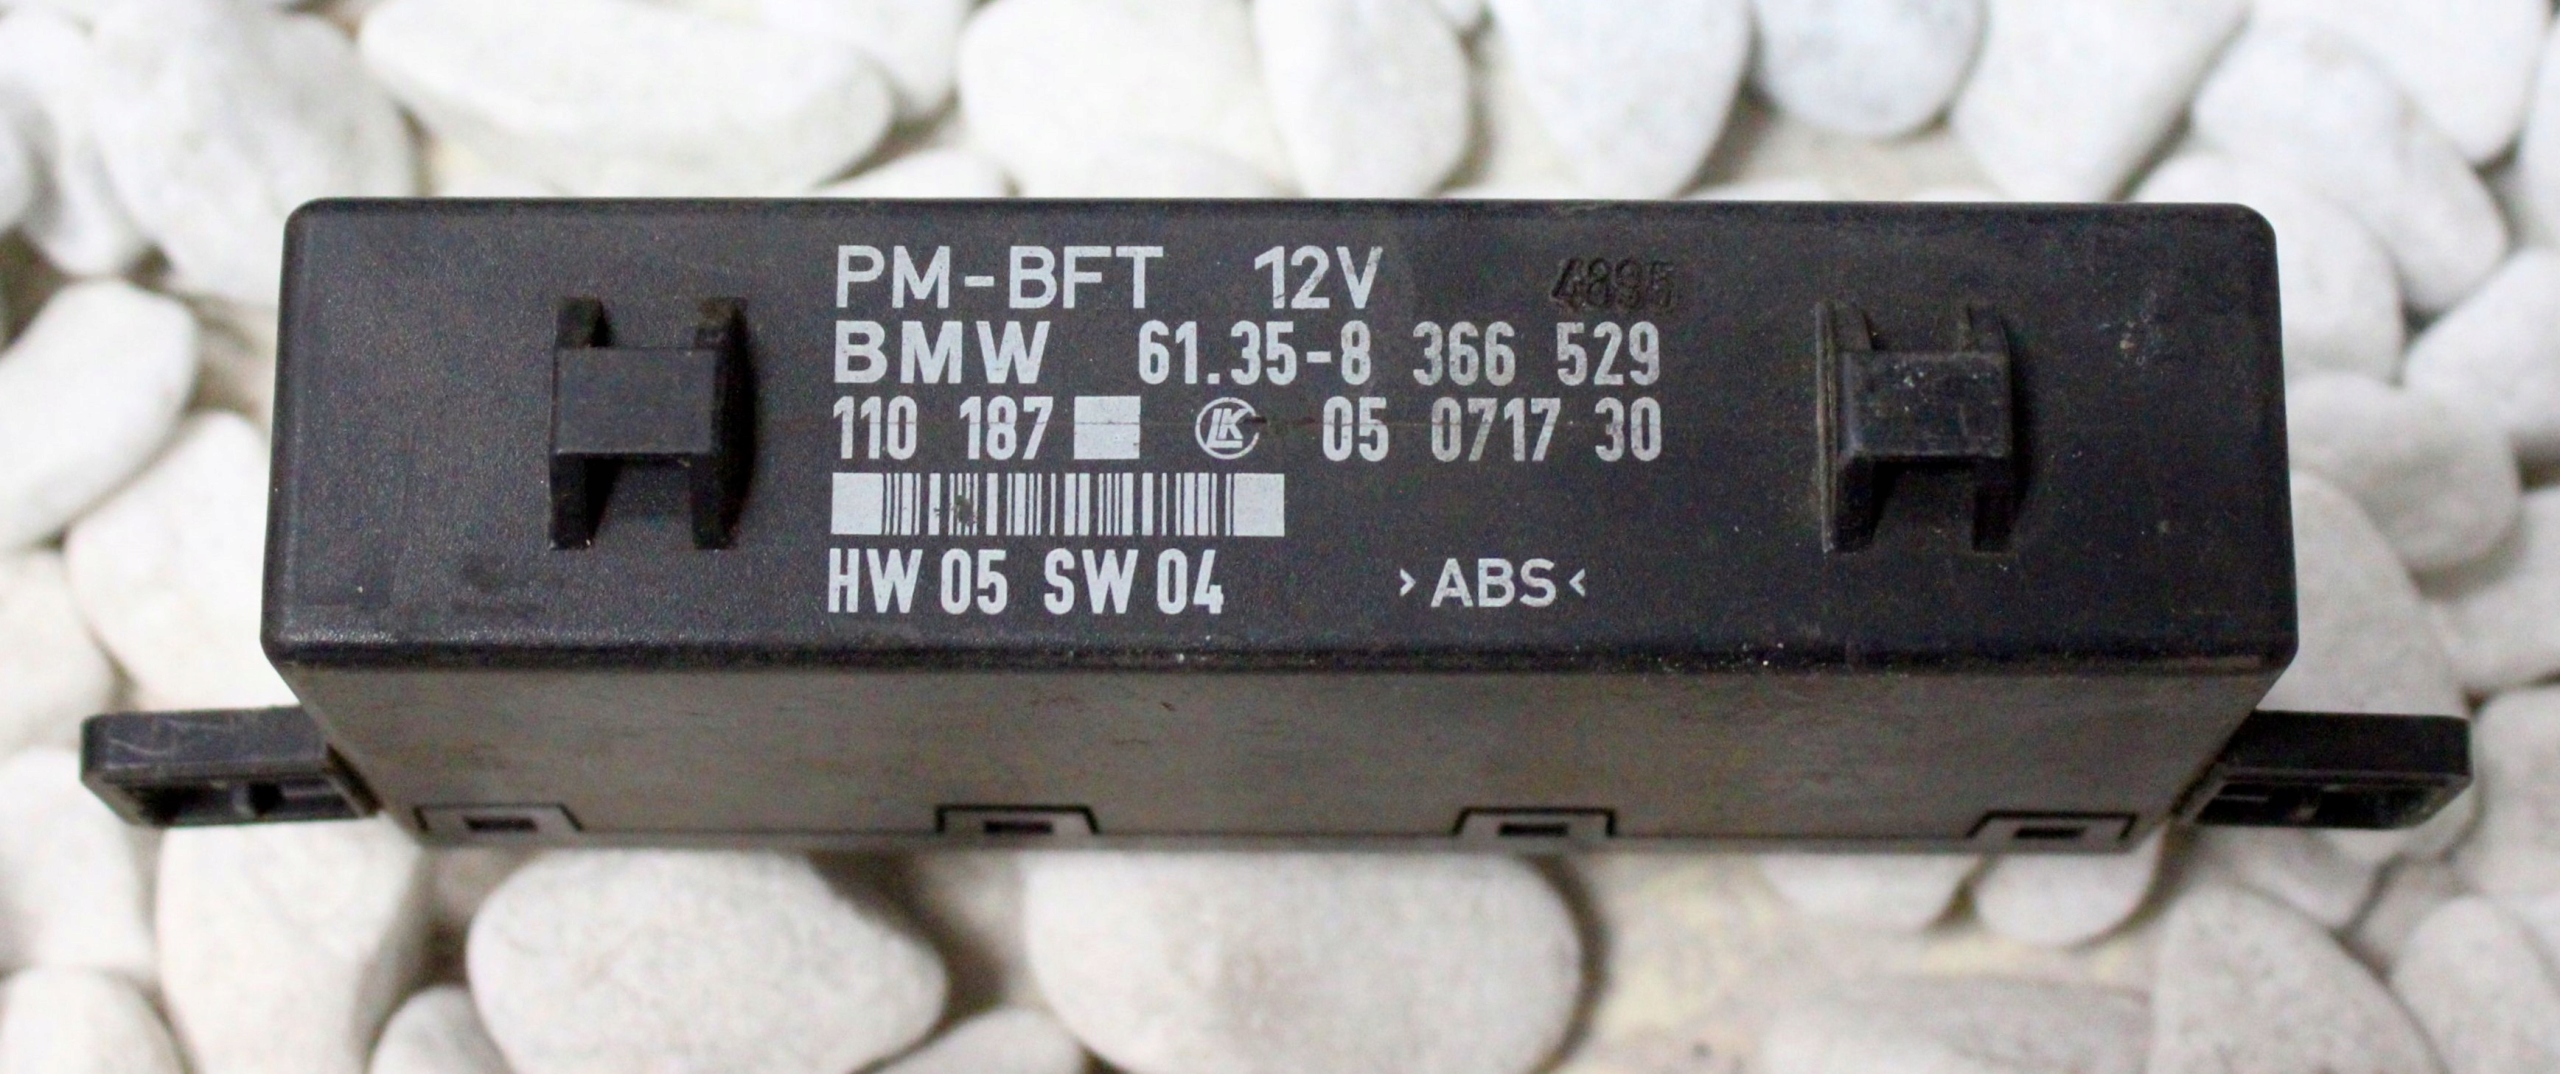 PM-BFT 12V 4895
BMW 61.35-8 366 529
110 187 LK 05 0717 30
HW 05 SW 04 >ABS<